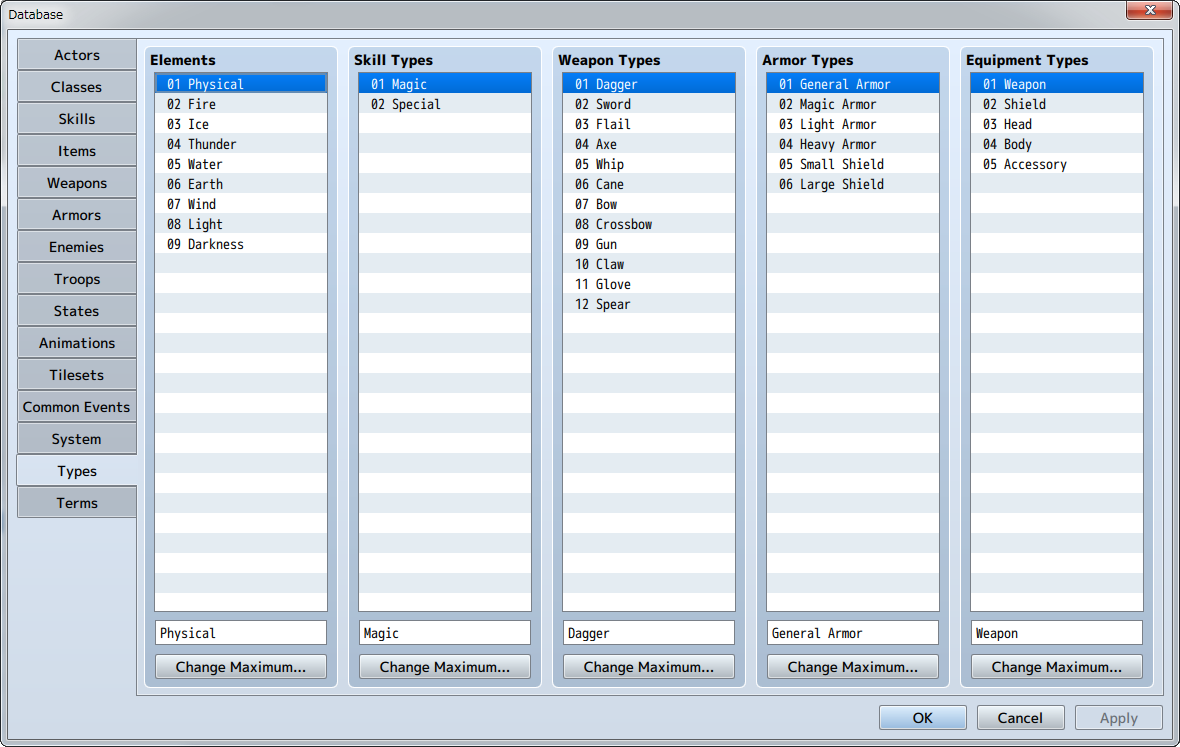 Database
Actors
Classes
Skills
Items
Weapons
Armors
Enemies
Troops
States
Animations
Tilesets
Common Events
System
Types
Terms
Elements
01 Physical
02 Fire
03 Ice
04 Thunder
05 Water
06 Earth
07 Wind
08 Light
09 Darkness
Physical
Change Maximum...
Skill Types
01 Magic
02 Special
Magic
Change Maximum...
Weapon Types
01 Dagger
02 Sword
03 Flail
04 Axe
05 Whip
06 Cane
07 Bow
08 Crossbow
09 Gun
10 Claw
11 Glove
12 Spear
Dagger
Change Maximum...
Armor Types
01 General Armor
02 Magic Armor
03 Light Armor
04 Heavy Armor
05 Small Shield
06 Large Shield
General Armor
Change Maximum...
Equipment Types
01 Weapon
02 Shield
03 Head
04 Body
05 Accessory
Weapon
Change Maximum...
OK
Cancel
Apply